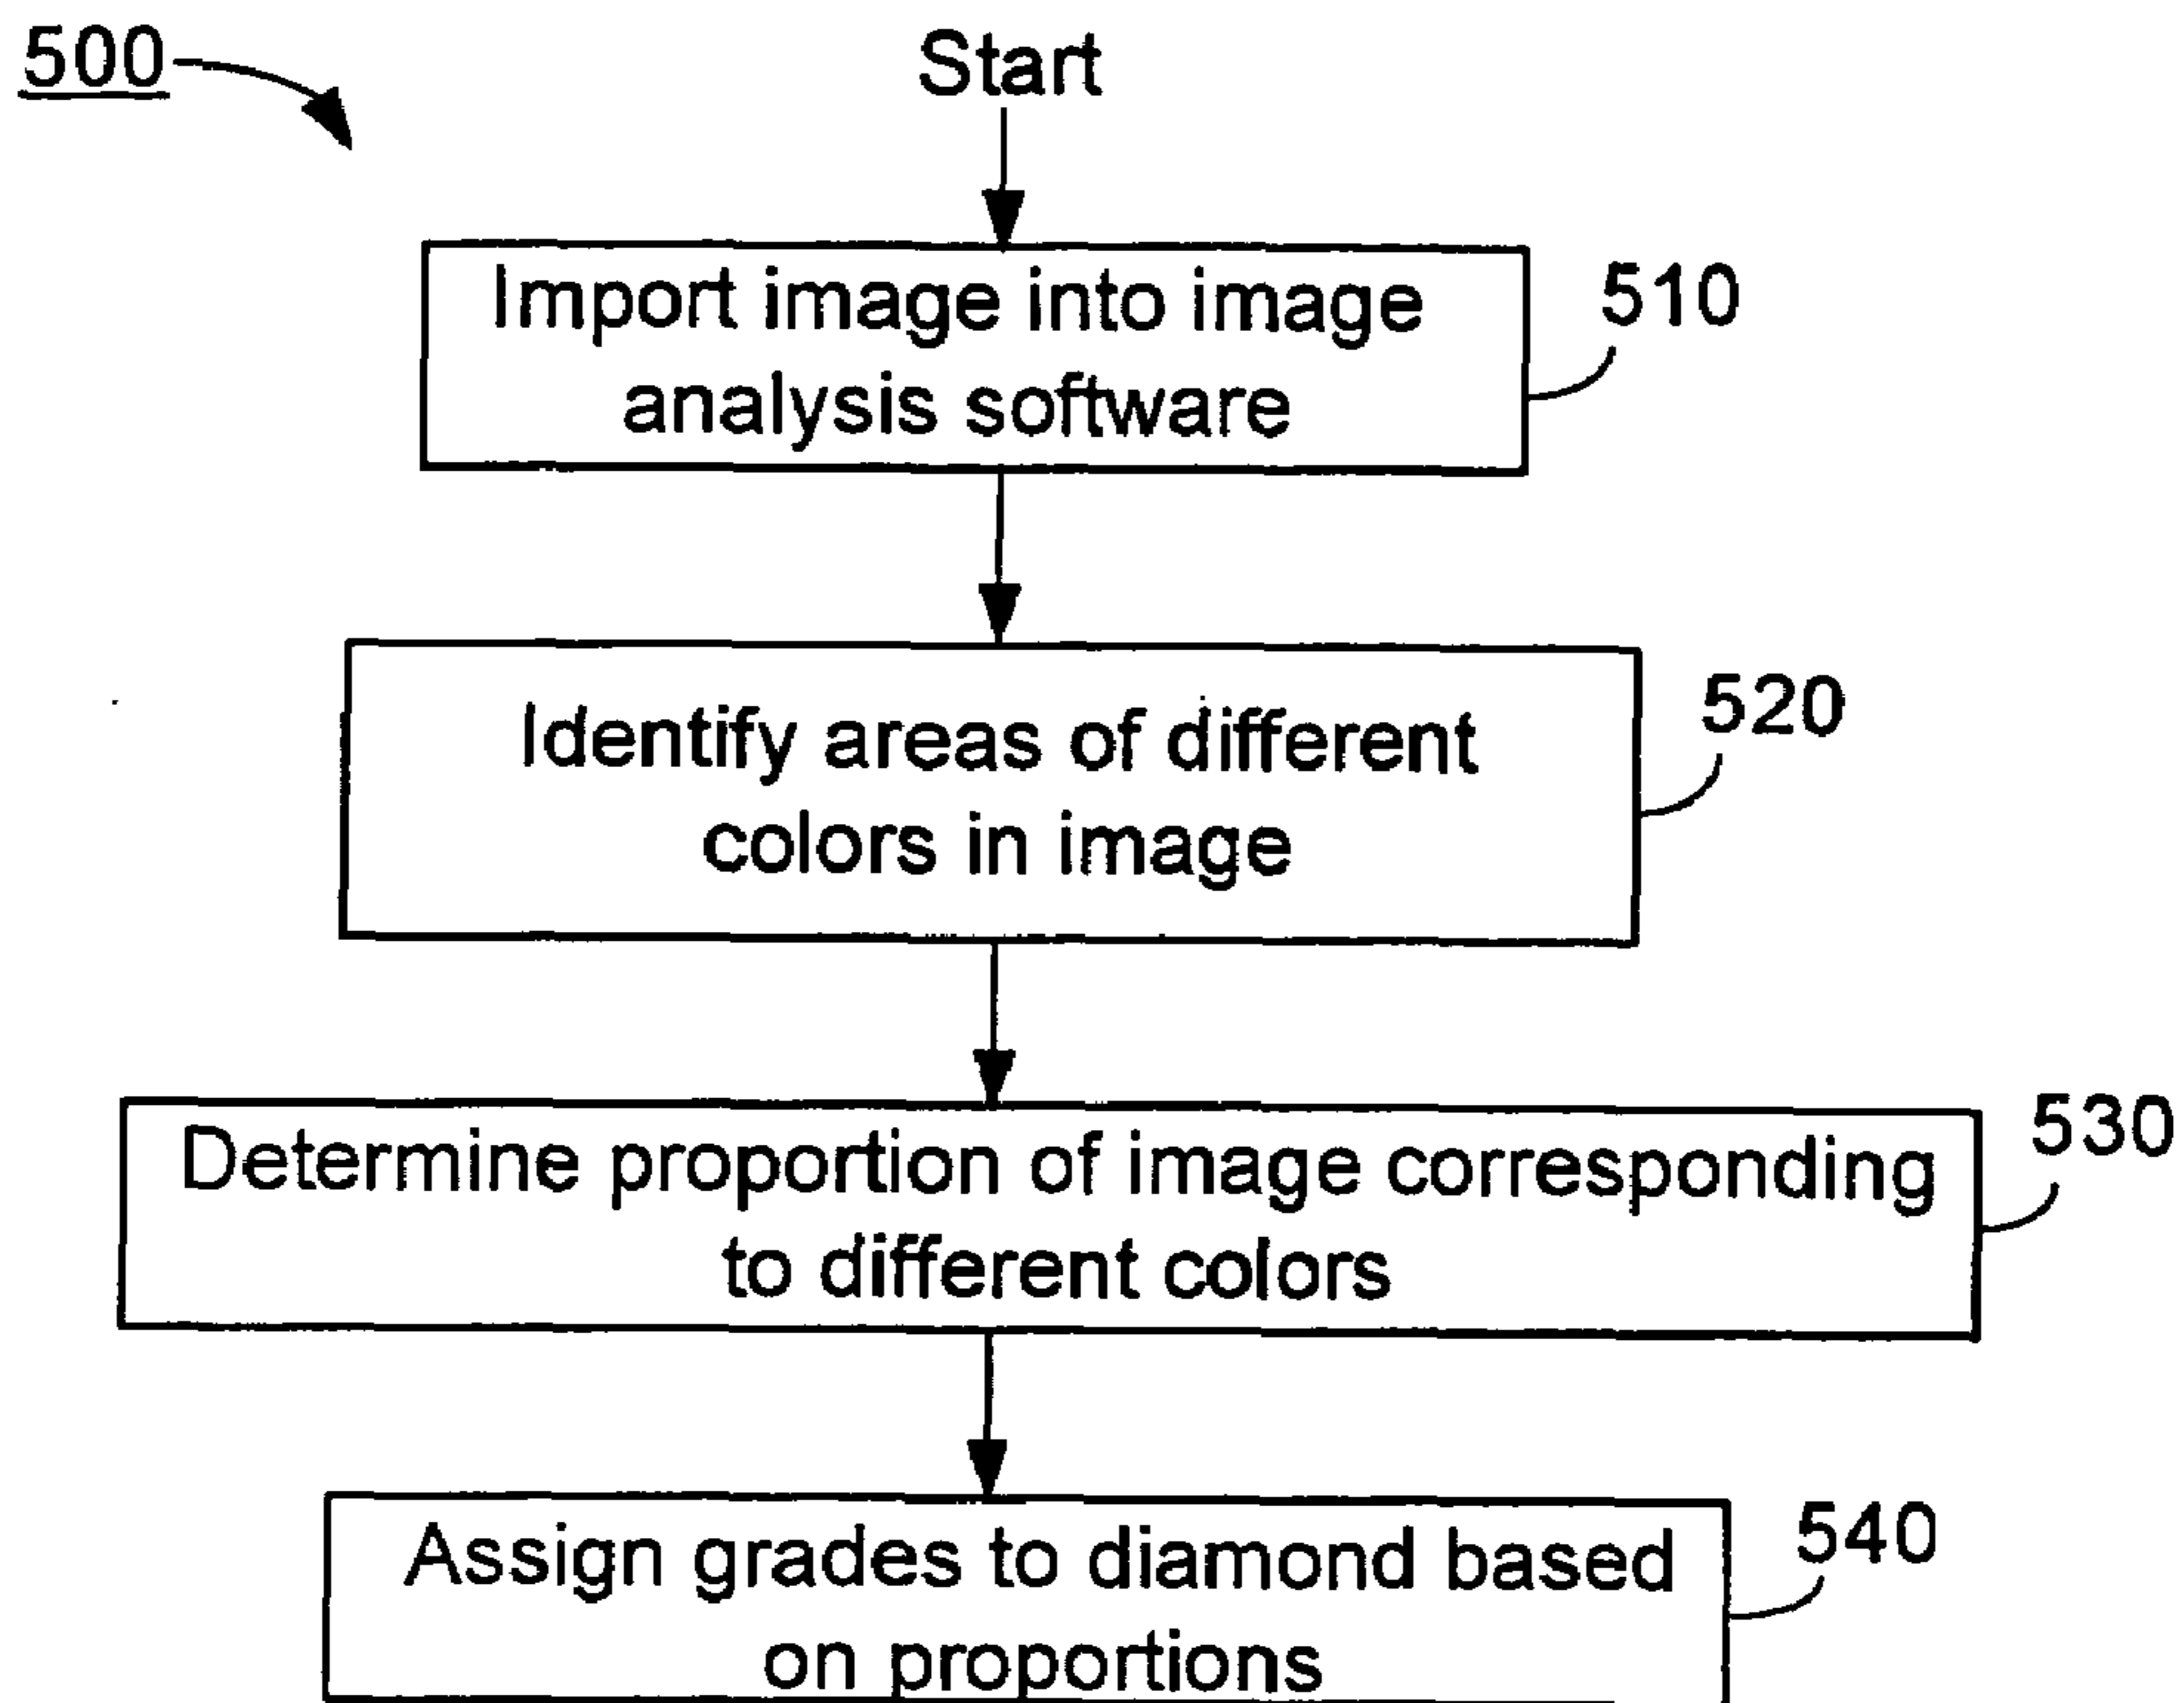 500
Start
Import image into image
analysis software
510
Identify areas of different
colors in image
520
Determine proportion of image corresponding
to different colors
530
Assign grades to diamond based
on proportions
540